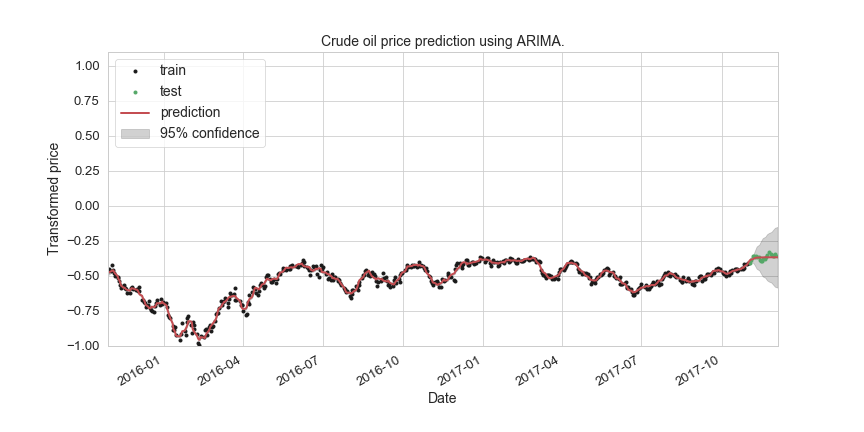 Crude oil price prediction using ARIMA.
1.00
0.75
0.50
0.25
0.00
−0.25
−0.50
−0.75
−1.00
Transformed price
train
test
prediction
95% confidence
2016-01
2016-04
2016-07
2016-10
2017-01
2017-04
2017-07
2017-10
Date